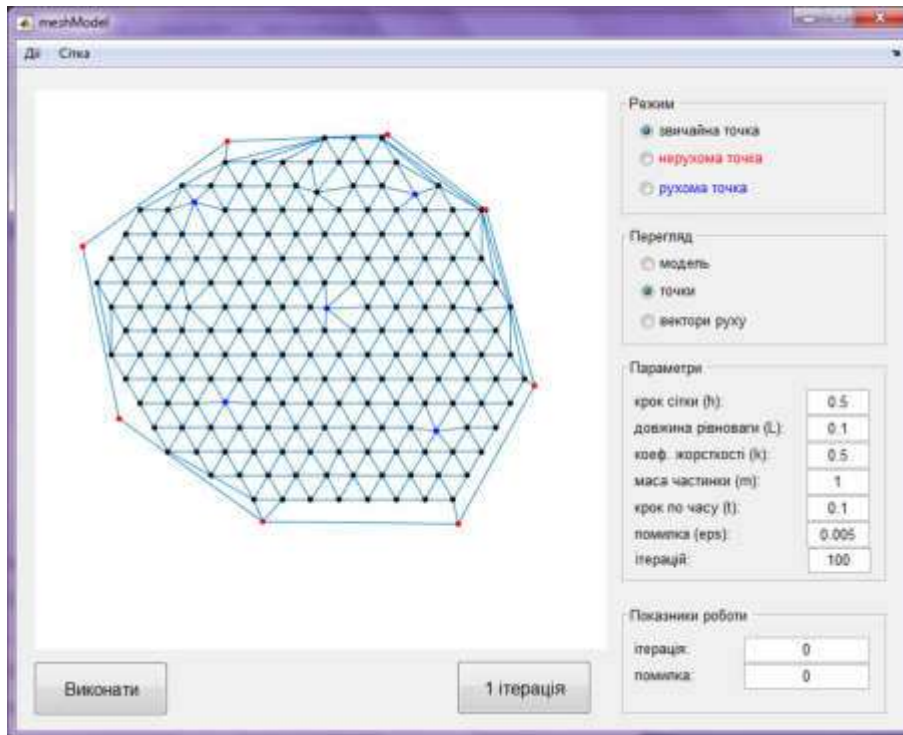 meshModel
Дії Сітка
Режим
звичайна точка
нерухома точка
рухома точка
Перегляд
модель
точки
вектори руху
Параметри
крок сітки (h): 0.5
довжина рівноваги (L): 0.1
коеф. жорсткості (k): 0.5
маса частинки (m): 1
крок по часу (t): 0.1
помилка (eps): 0.005
ітерацій: 100
Показники роботи
ітерація: 0
помилка: 0
Виконати
1 ітерація